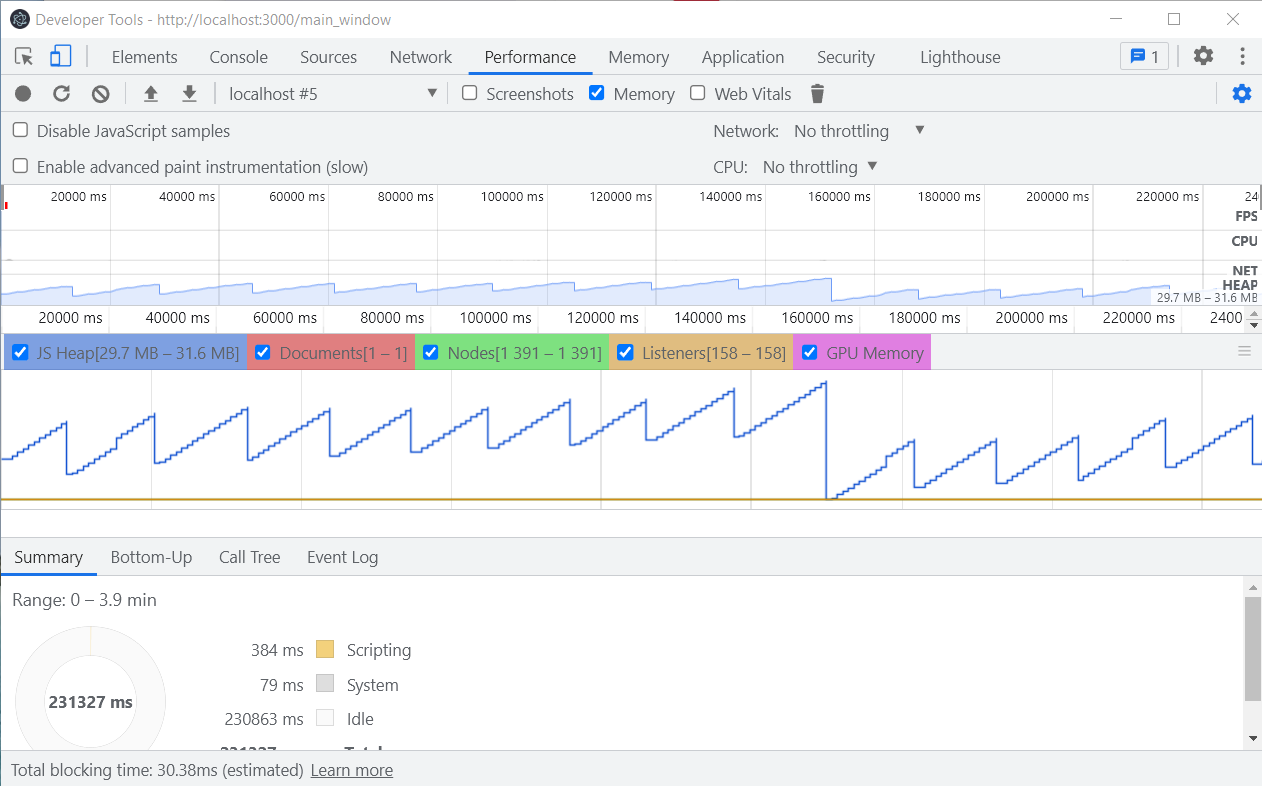 Developer Tools - http://localhost:3000/main_window
Elements Console Sources Network Performance Memory Application Security Lighthouse 1
localhost #5 Screenshots Memory Web Vitals
Disable JavaScript samples Network: No throttling
Enable advanced paint instrumentation (slow) CPU: No throttling
20000 ms 40000 ms 60000 ms 80000 ms 100000 ms 120000 ms 140000 ms 160000 ms 180000 ms 200000 ms 220000 ms 24
FPS
CPU
NET
HEAP
29.7 MB – 31.6 MB
20000 ms 40000 ms 60000 ms 80000 ms 100000 ms 120000 ms 140000 ms 160000 ms 180000 ms 200000 ms 220000 ms 2400
JS Heap[29.7 MB – 31.6 MB] Documents[1 – 1] Nodes[1 391 – 1 391] Listeners[158 – 158] GPU Memory
Summary Bottom-Up Call Tree Event Log
Range: 0 – 3.9 min
384 ms Scripting
79 ms System
231327 ms
230863 ms Idle
231327 ms Total
Total blocking time: 30.38ms (estimated) Learn more